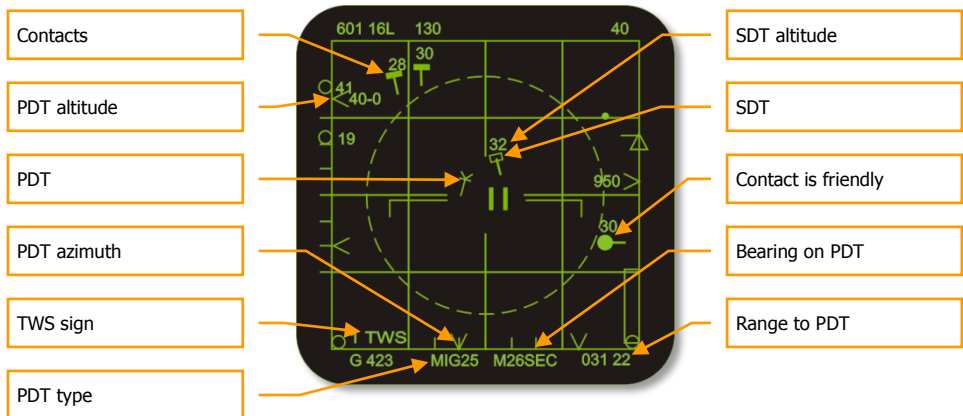 Contacts
PDT altitude
PDT
PDT azimuth
TWS sign
PDT type
601 16L 130 40
30
28
41
40-0
19
32
950
30
1 TWS
G 423 MIG25 M26SEC 031 22
SDT altitude
SDT
Contact is friendly
Bearing on PDT
Range to PDT